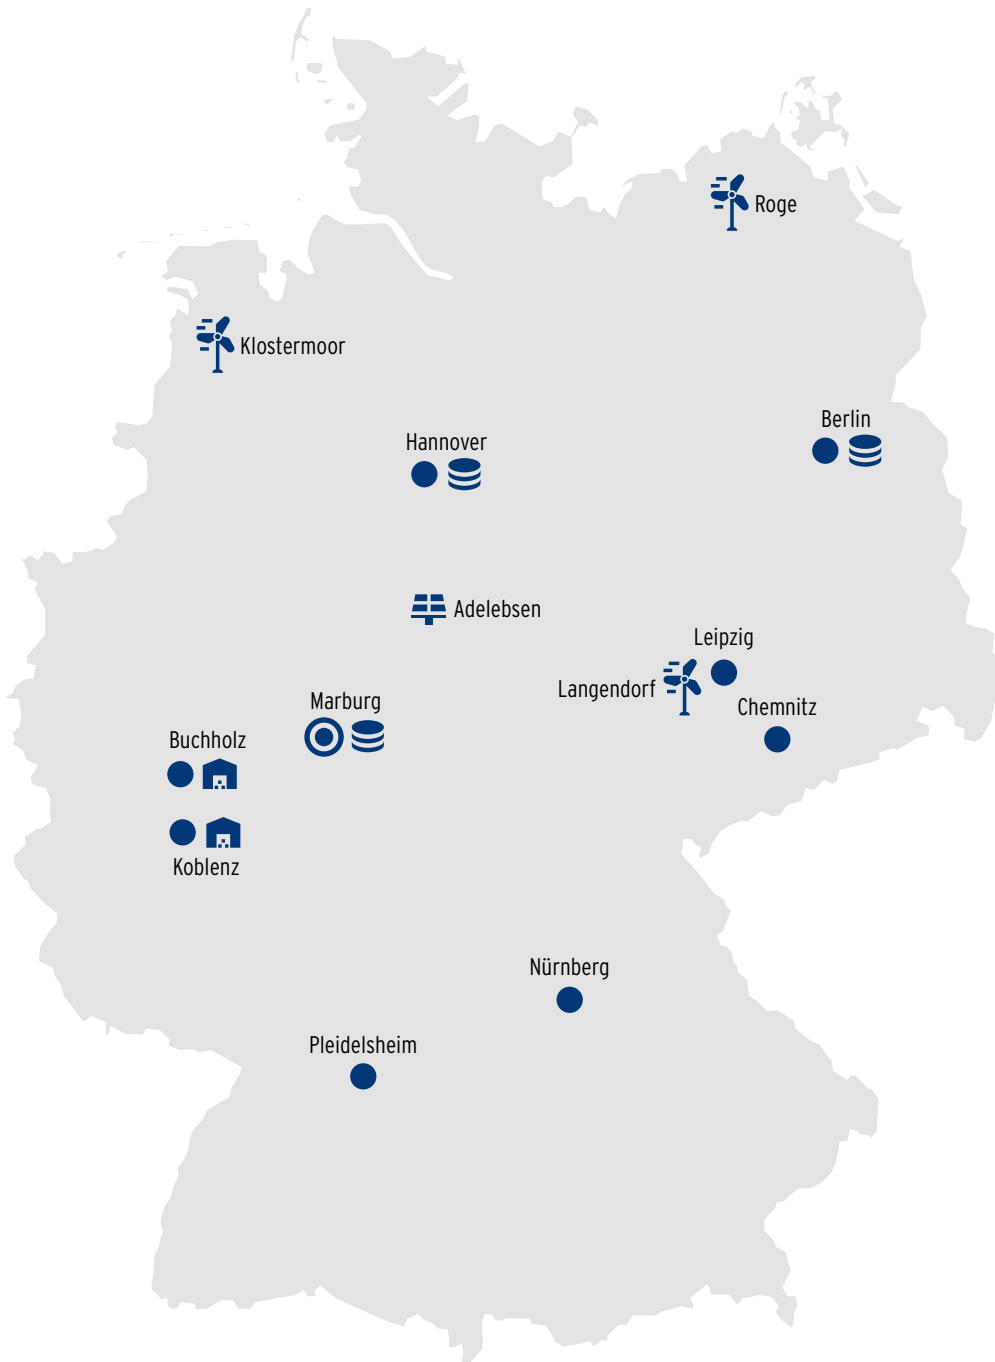 Roge
Klostermoor
Berlin
Hannover
Adelebsen
Leipzig
Langendorf
Marburg
Chemnitz
Buchholz
Koblenz
Nürnberg
Pleidelsheim